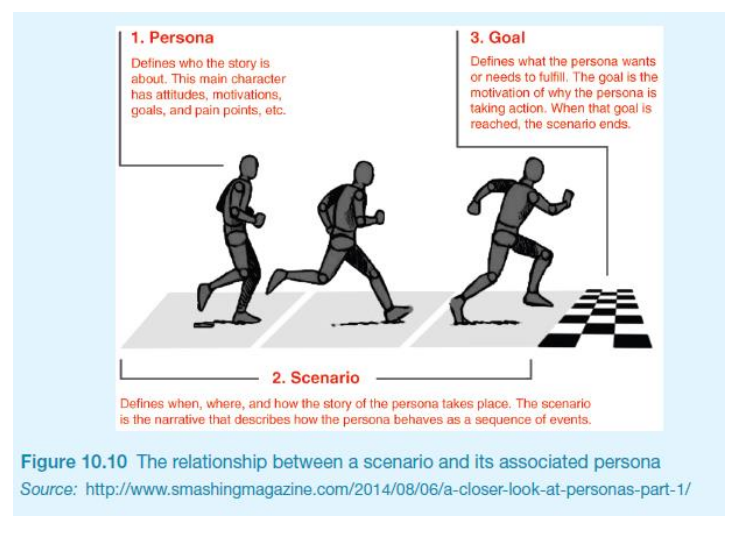 1. Persona
Defines who the story is
about. This main character
has attitudes, motivations,
goals, and pain points, etc.
3. Goal
Defines what the persona wants
or needs to fulfill. The goal is the
motivation of why the persona is
taking action. When that goal is
reached, the scenario ends.
2. Scenario
Defines when, where, and how the story of the persona takes place. The scenario
is the narrative that describes how the persona behaves as a sequence of events.
Figure 10.10 The relationship between a scenario and its associated persona
Source: http://www.smashingmagazine.com/2014/08/06/a-closer-look-at-personas-part-1/